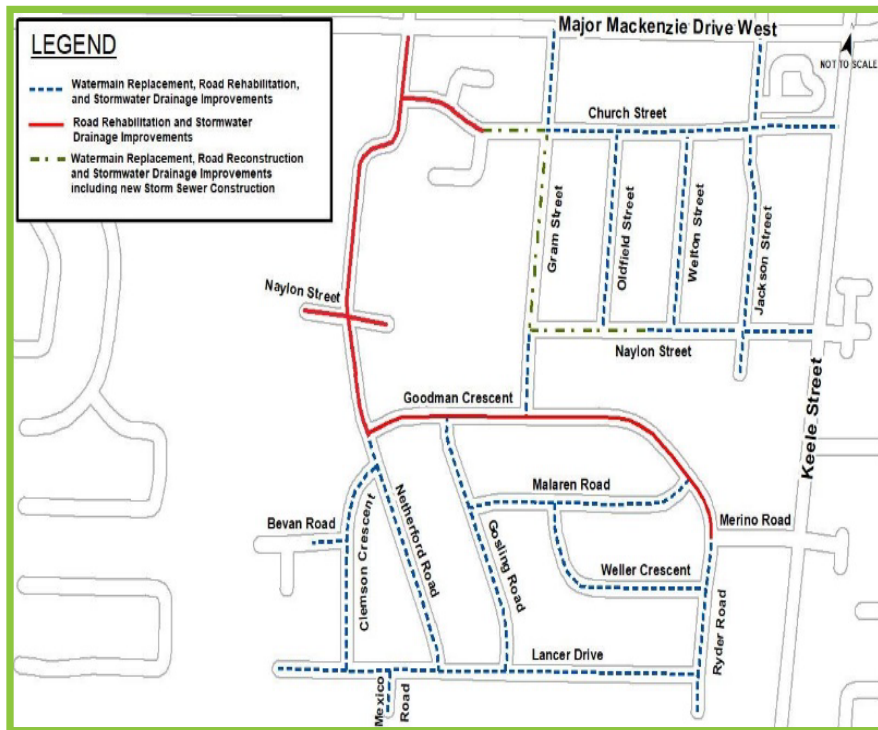 LEGEND
Watermain Replacement, Road Rehabilitation,
and Stormwater Drainage Improvements
Road Rehabilitation and Stormwater
Drainage Improvements
Watermain Replacement, Road Reconstruction
and Stormwater Drainage Improvements
including new Storm Sewer Construction
Major Mackenzie Drive West
NOT TO SCALE
Church Street
Gram Street
Oldfield Street
Welton Street
Jackson Street
Naylon Street
Naylon Street
Keele Street
Goodman Crescent
Malaren Road
Merino Road
Bevan Road
Clemson Crescent
Netherford Road
Gosling Road
Weller Crescent
Ryder Road
Lancer Drive
Mexico
Road